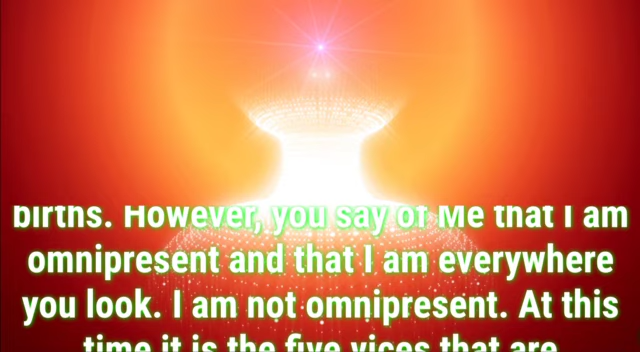 births. However, you say of Me that I am
omnipresent and that I am everywhere
you look. I am not omnipresent. At this
time it is the five vices that are